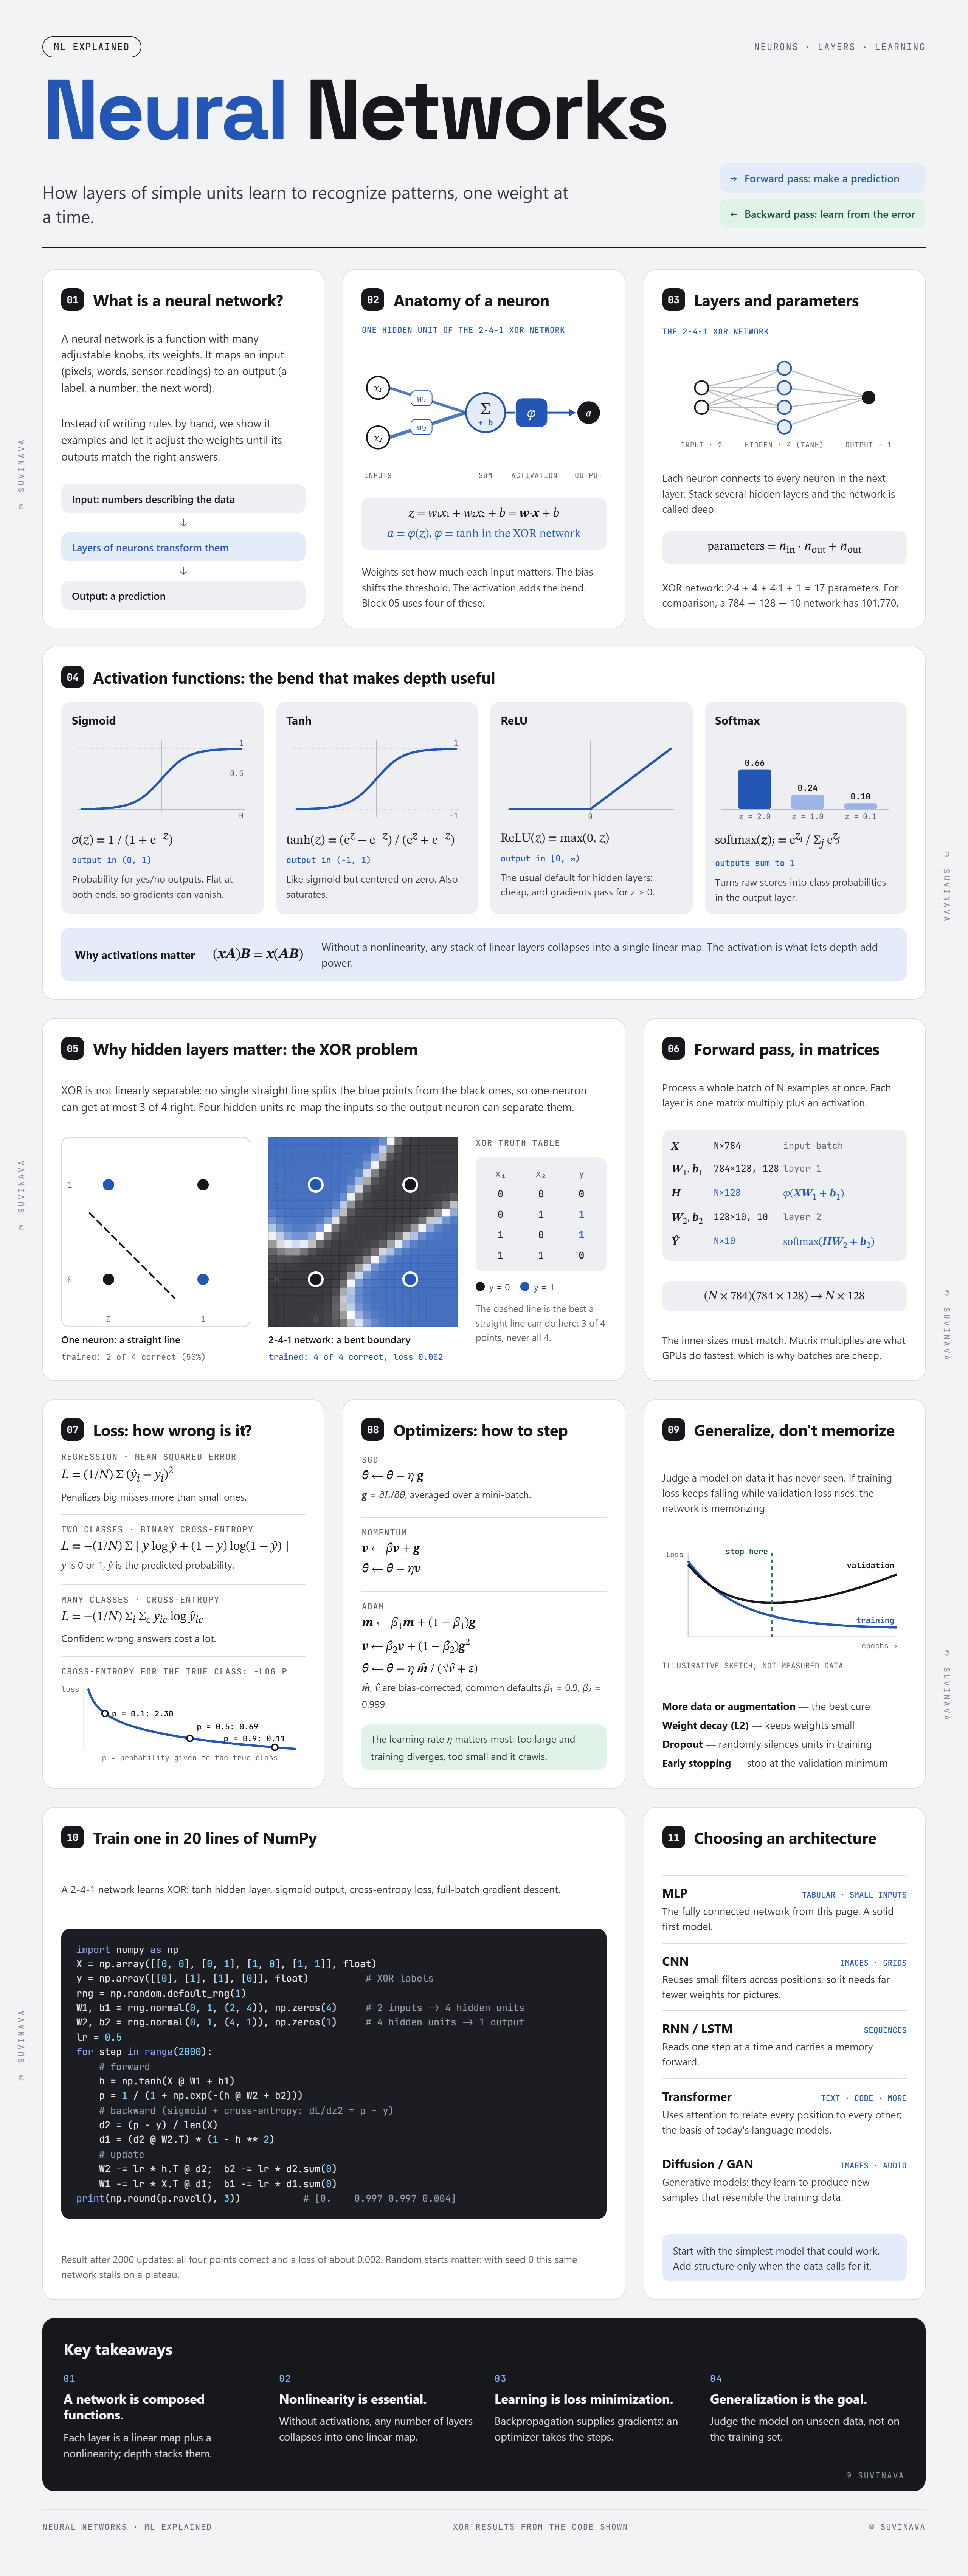 ML EXPLAINED
NEURONS · LAYERS · LEARNING
Neural Networks
How layers of simple units learn to recognize patterns, one weight at
a time.
→ Forward pass: make a prediction
← Backward pass: learn from the error
01 What is a neural network?
A neural network is a function with many
adjustable knobs, its weights. It maps an input
(pixels, words, sensor readings) to an output (a
label, a number, the next word).
Instead of writing rules by hand, we show it
examples and let it adjust the weights until its
outputs match the right answers.
Input: numbers describing the data
↓
Layers of neurons transform them
↓
Output: a prediction
02 Anatomy of a neuron
ONE HIDDEN UNIT OF THE 2-4-1 XOR NETWORK
x₁
w₁
Σ
+ b
φ
a
w₂
x₂
INPUTS SUM ACTIVATION OUTPUT
z = w₁x₁ + w₂x₂ + b = w·x + b
a = φ(z), φ = tanh in the XOR network
Weights set how much each input matters. The bias
shifts the threshold. The activation adds the bend.
Block 05 uses four of these.
03 Layers and parameters
THE 2-4-1 XOR NETWORK
INPUT · 2 HIDDEN · 4 (TANH) OUTPUT · 1
Each neuron connects to every neuron in the next
layer. Stack several hidden layers and the network is
called deep.
parameters = n_in · n_out + n_out
XOR network: 2·4 + 4 + 4·1 + 1 = 17 parameters. For
comparison, a 784 → 128 → 10 network has 101,770.
© SUVINAVA
04 Activation functions: the bend that makes depth useful
Sigmoid
1
0.5
0
σ(z) = 1 / (1 + e^−z)
output in (0, 1)
Probability for yes/no outputs. Flat at
both ends, so gradients can vanish.
Tanh
1
-1
tanh(z) = (e^z − e^−z) / (e^z + e^−z)
output in (-1, 1)
Like sigmoid but centered on zero. Also
saturates.
ReLU
0
ReLU(z) = max(0, z)
output in [0, ∞)
The usual default for hidden layers:
cheap, and gradients pass for z > 0.
Softmax
0.66
0.24
0.10
z = 2.0 z = 1.0 z = 0.1
softmax(z)_i = e^z_i / Σ_j e^z_j
outputs sum to 1
Turns raw scores into class probabilities
in the output layer.
Why activations matter (xA)B = x(AB)
Without a nonlinearity, any stack of linear layers collapses into a single linear map. The activation is what lets depth add
power.
© SUVINAVA
05 Why hidden layers matter: the XOR problem
XOR is not linearly separable: no single straight line splits the blue points from the black ones, so one neuron
can get at most 3 of 4 right. Four hidden units re-map the inputs so the output neuron can separate them.
1
0
0 1
One neuron: a straight line
trained: 2 of 4 correct (50%)
2-4-1 network: a bent boundary
trained: 4 of 4 correct, loss 0.002
XOR TRUTH TABLE
x₁ x₂ y
0 0 0
0 1 1
1 0 1
1 1 0
y = 0 y = 1
The dashed line is the best a
straight line can do here: 3 of 4
points, never all 4.
© SUVINAVA
06 Forward pass, in matrices
Process a whole batch of N examples at once. Each
layer is one matrix multiply plus an activation.
X N×784 input batch
W₁, b₁ 784×128, 128 layer 1
H N×128 φ(XW₁ + b₁)
W₂, b₂ 128×10, 10 layer 2
Ŷ N×10 softmax(HW₂ + b₂)
(N × 784)(784 × 128) → N × 128
The inner sizes must match. Matrix multiplies are what
GPUs do fastest, which is why batches are cheap.
© SUVINAVA
07 Loss: how wrong is it?
REGRESSION · MEAN SQUARED ERROR
L = (1/N) Σ (ŷᵢ − yᵢ)²
Penalizes big misses more than small ones.
TWO CLASSES · BINARY CROSS-ENTROPY
L = −(1/N) Σ [ y log ŷ + (1 − y) log(1 − ŷ) ]
y is 0 or 1, ŷ is the predicted probability.
MANY CLASSES · CROSS-ENTROPY
L = −(1/N) Σ_i Σ_c y_ic log ŷ_ic
Confident wrong answers cost a lot.
CROSS-ENTROPY FOR THE TRUE CLASS: -LOG P
loss
p = 0.1: 2.30
p = 0.5: 0.69
p = 0.9: 0.11
p = probability given to the true class
08 Optimizers: how to step
SGD
θ ← θ − η g
g = ∂L/∂θ, averaged over a mini-batch.
MOMENTUM
v ← βv + g
θ ← θ − ηv
ADAM
m ← β₁m + (1 − β₁)g
v ← β₂v + (1 − β₂)g²
θ ← θ − η m̂ / (√v̂ + ε)
m̂, v̂ are bias-corrected; common defaults β₁ = 0.9, β₂ =
0.999.
The learning rate η matters most: too large and
training diverges, too small and it crawls.
09 Generalize, don't memorize
Judge a model on data it has never seen. If training
loss keeps falling while validation loss rises, the
network is memorizing.
loss
stop here
validation
training
epochs →
ILLUSTRATIVE SKETCH, NOT MEASURED DATA
More data or augmentation — the best cure
Weight decay (L2) — keeps weights small
Dropout — randomly silences units in training
Early stopping — stop at the validation minimum
© SUVINAVA
10 Train one in 20 lines of NumPy
A 2-4-1 network learns XOR: tanh hidden layer, sigmoid output, cross-entropy loss, full-batch gradient descent.
import numpy as np
X = np.array([[0, 0], [0, 1], [1, 0], [1, 1]], float)
y = np.array([[0], [1], [1], [0]], float) # XOR labels
rng = np.random.default_rng(1)
W1, b1 = rng.normal(0, 1, (2, 4)), np.zeros(4) # 2 inputs → 4 hidden units
W2, b2 = rng.normal(0, 1, (4, 1)), np.zeros(1) # 4 hidden units → 1 output
lr = 0.5
for step in range(2000):
# forward
h = np.tanh(X @ W1 + b1)
p = 1 / (1 + np.exp(-(h @ W2 + b2)))
# backward (sigmoid + cross-entropy: dL/dz2 = p - y)
d2 = (p - y) / len(X)
d1 = (d2 @ W2.T) * (1 - h ** 2)
# update
W2 -= lr * h.T @ d2; b2 -= lr * d2.sum(0)
W1 -= lr * X.T @ d1; b1 -= lr * d1.sum(0)
print(np.round(p.ravel(), 3)) # [0. 0.997 0.997 0.004]
Result after 2000 updates: all four points correct and a loss of about 0.002. Random starts matter: with seed 0 this same
network stalls on a plateau.
© SUVINAVA
11 Choosing an architecture
MLP TABULAR · SMALL INPUTS
The fully connected network from this page. A solid
first model.
CNN IMAGES · GRIDS
Reuses small filters across positions, so it needs far
fewer weights for pictures.
RNN / LSTM SEQUENCES
Reads one step at a time and carries a memory
forward.
Transformer TEXT · CODE · MORE
Uses attention to relate every position to every other;
the basis of today's language models.
Diffusion / GAN IMAGES · AUDIO
Generative models: they learn to produce new
samples that resemble the training data.
Start with the simplest model that could work.
Add structure only when the data calls for it.
Key takeaways
01
A network is composed
functions.
Each layer is a linear map plus a
nonlinearity; depth stacks them.
02
Nonlinearity is essential.
Without activations, any number of layers
collapses into one linear map.
03
Learning is loss minimization.
Backpropagation supplies gradients; an
optimizer takes the steps.
04
Generalization is the goal.
Judge the model on unseen data, not on
the training set.
© SUVINAVA
NEURAL NETWORKS · ML EXPLAINED
XOR RESULTS FROM THE CODE SHOWN
© SUVINAVA